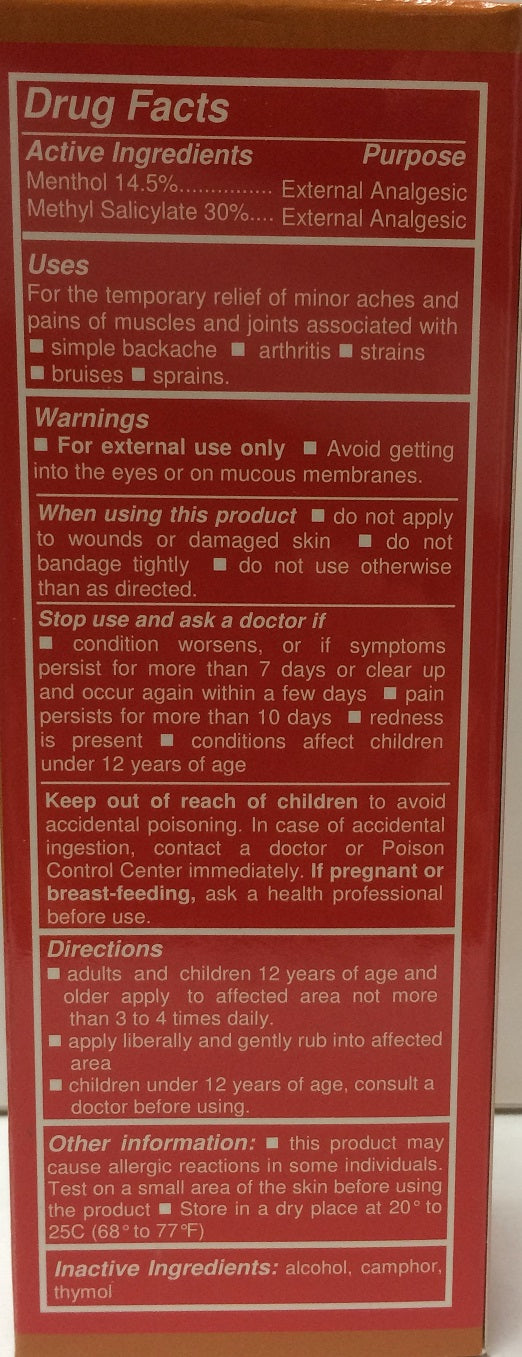 Drug Facts
Active Ingredients Purpose
Menthol 14.5%............... External Analgesic
Methyl Salicylate 30%.... External Analgesic
Uses
For the temporary relief of minor aches and
pains of muscles and joints associated with
■ simple backache ■ arthritis ■ strains
■ bruises ■ sprains.
Warnings
■ For external use only ■ Avoid getting
into the eyes or on mucous membranes.
When using this product ■ do not apply
to wounds or damaged skin ■ do not
bandage tightly ■ do not use otherwise
than as directed.
Stop use and ask a doctor if
■ condition worsens, or if symptoms
persist for more than 7 days or clear up
and occur again within a few days ■ pain
persists for more than 10 days ■ redness
is present ■ conditions affect children
under 12 years of age
Keep out of reach of children to avoid
accidental poisoning. In case of accidental
ingestion, contact a doctor or Poison
Control Center immediately. If pregnant or
breast-feeding, ask a health professional
before use.
Directions
■ adults and children 12 years of age and
older apply to affected area not more
than 3 to 4 times daily.
■ apply liberally and gently rub into affected
area
■ children under 12 years of age, consult a
doctor before using.
Other information: ■ this product may
cause allergic reactions in some individuals.
Test on a small area of the skin before using
the product ■ Store in a dry place at 20° to
25C (68° to 77°F)
Inactive Ingredients: alcohol, camphor,
thymol